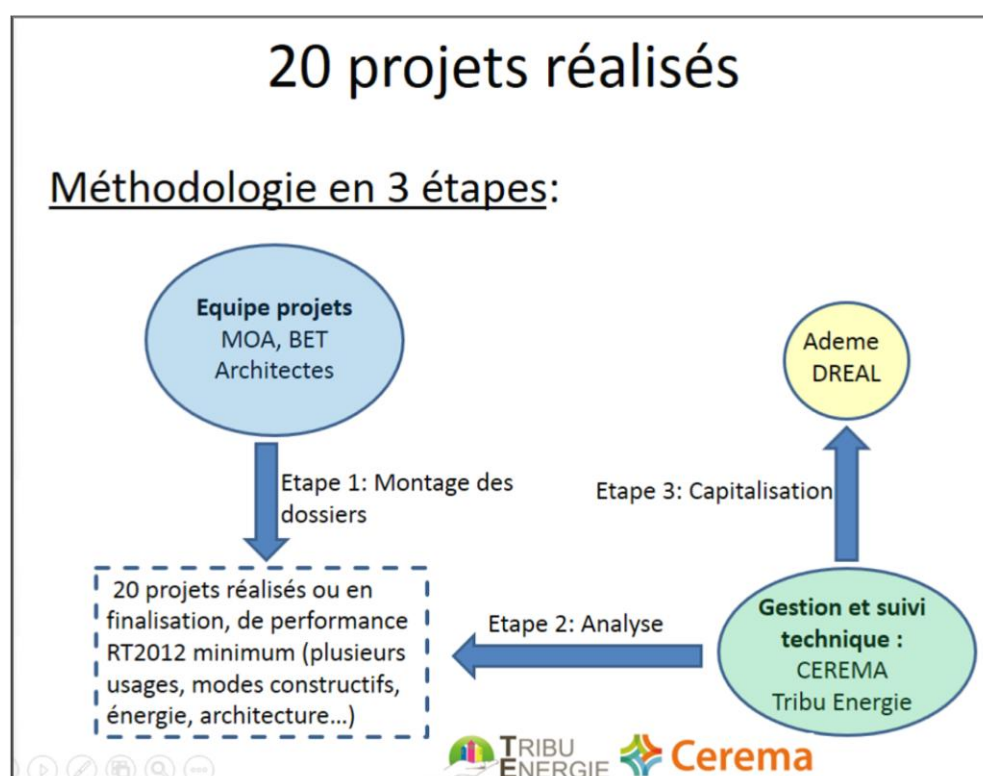 20 projets réalisés
Méthodologie en 3 étapes:
Equipe projets
MOA, BET
Architectes
Ademe
DREAL
Etape 1: Montage des
dossiers
Etape 3: Capitalisation
20 projets réalisés ou en
finalisation, de performance
RT2012 minimum (plusieurs
usages, modes constructifs,
énergie, architecture...)
Etape 2: Analyse
Gestion et suivi
technique :
CEREMA
Tribu Energie
TRIBU
ENERGIE
Cerema